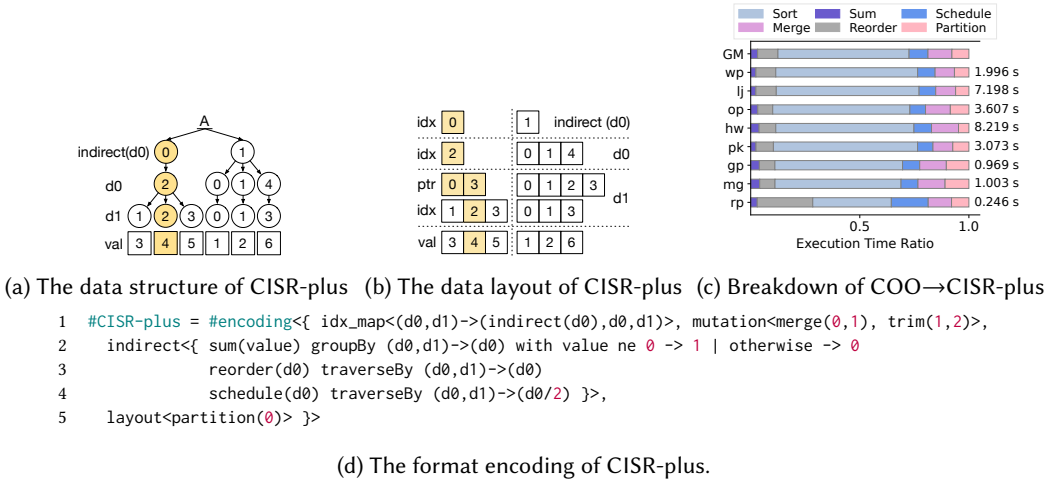 A
indirect(d0) 0 1
d0 2 0 1 4
d1 1 2 3 0 1 3
val 3 4 5 1 2 6
idx 0 1 indirect (d0)
idx 2 0 1 4 d0
ptr 0 3 0 1 2 3
d1
idx 1 2 3 0 1 3
val 3 4 5 1 2 6
Sort Sum Schedule
Merge Reorder Partition
GM
wp 1.996 s
lj 7.198 s
op 3.607 s
hw 8.219 s
pk 3.073 s
gp 0.969 s
mg 1.003 s
rp 0.246 s
0.5 1.0
Execution Time Ratio
(a) The data structure of CISR-plus (b) The data layout of CISR-plus (c) Breakdown of COO→CISR-plus
1 #CISR-plus = #encoding<{ idx_map<(d0,d1)->(indirect(d0),d0,d1)>, mutation<merge(0,1), trim(1,2)>,
2 indirect<{ sum(value) groupBy (d0,d1)->(d0) with value ne 0 -> 1 | otherwise -> 0
3 reorder(d0) traverseBy (d0,d1)->(d0)
4 schedule(d0) traverseBy (d0,d1)->(d0/2) }>,
5 layout<partition(0)> }>
(d) The format encoding of CISR-plus.